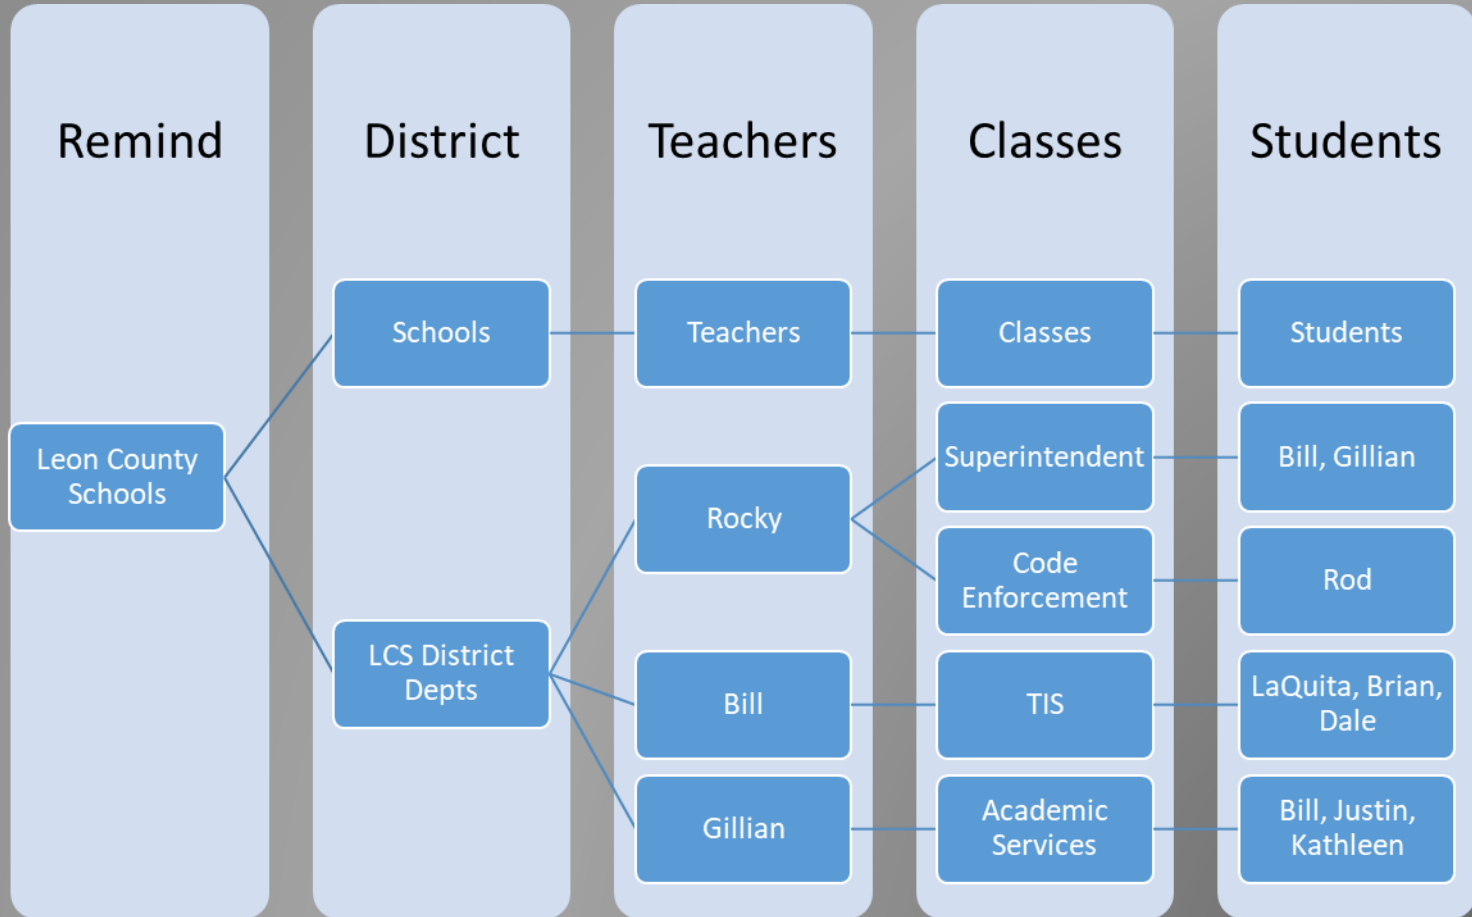 Remind
District
Teachers
Classes
Students
Schools
Teachers
Classes
Students
Leon County
Schools
Superintendent
Bill, Gillian
Rocky
Code
Enforcement
Rod
LCS District
Depts
Bill
TIS
LaQuita, Brian,
Dale
Gillian
Academic
Services
Bill, Justin,
Kathleen